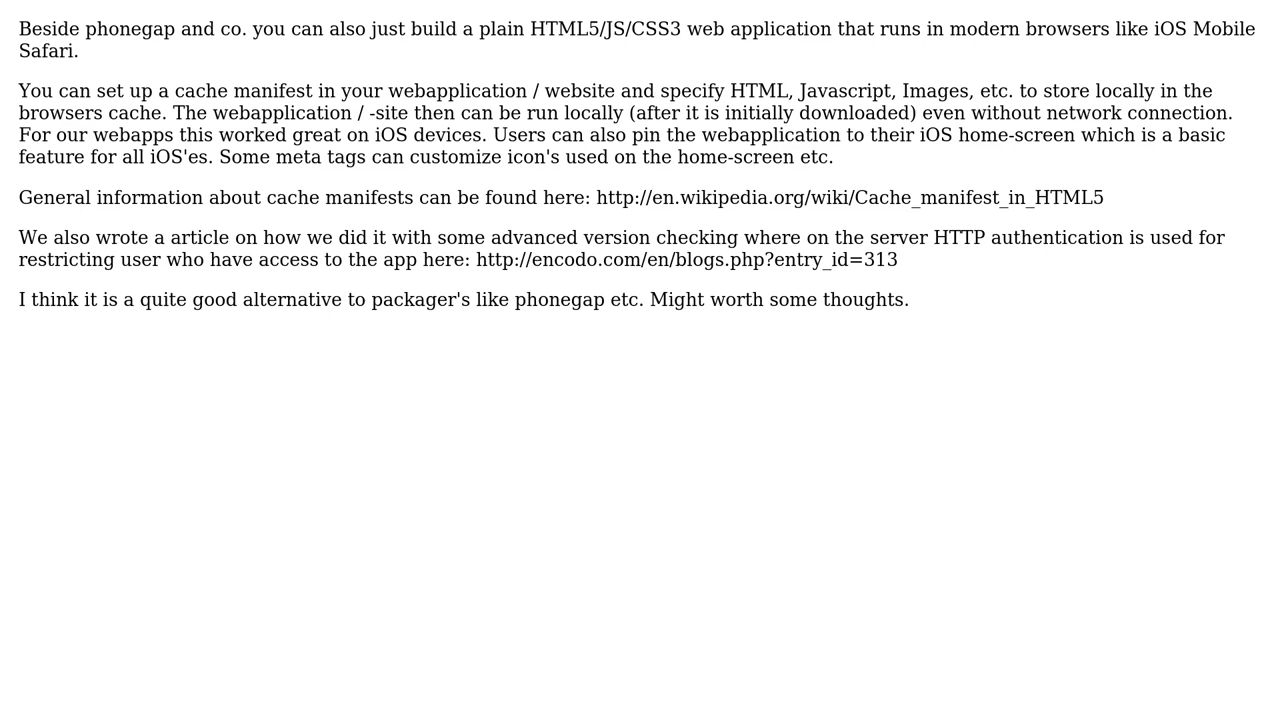 Beside phonegap and co. you can also just build a plain HTML5/JS/CSS3 web application that runs in modern browsers like iOS Mobile
Safari.
You can set up a cache manifest in your webapplication / website and specify HTML, Javascript, Images, etc. to store locally in the
browsers cache. The webapplication / -site then can be run locally (after it is initially downloaded) even without network connection.
For our webapps this worked great on iOS devices. Users can also pin the webapplication to their iOS home-screen which is a basic
feature for all iOS'es. Some meta tags can customize icon's used on the home-screen etc.
General information about cache manifests can be found here: http://en.wikipedia.org/wiki/Cache_manifest_in_HTML5
We also wrote a article on how we did it with some advanced version checking where on the server HTTP authentication is used for
restricting user who have access to the app here: http://encodo.com/en/blogs.php?entry_id=313
I think it is a quite good alternative to packager's like phonegap etc. Might worth some thoughts.